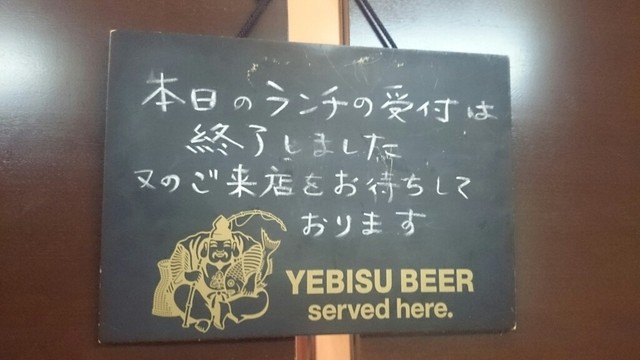 本日のランチの受付は
終了しました
又のご来店をお待ちして
おります
YEBISU BEER
served here.